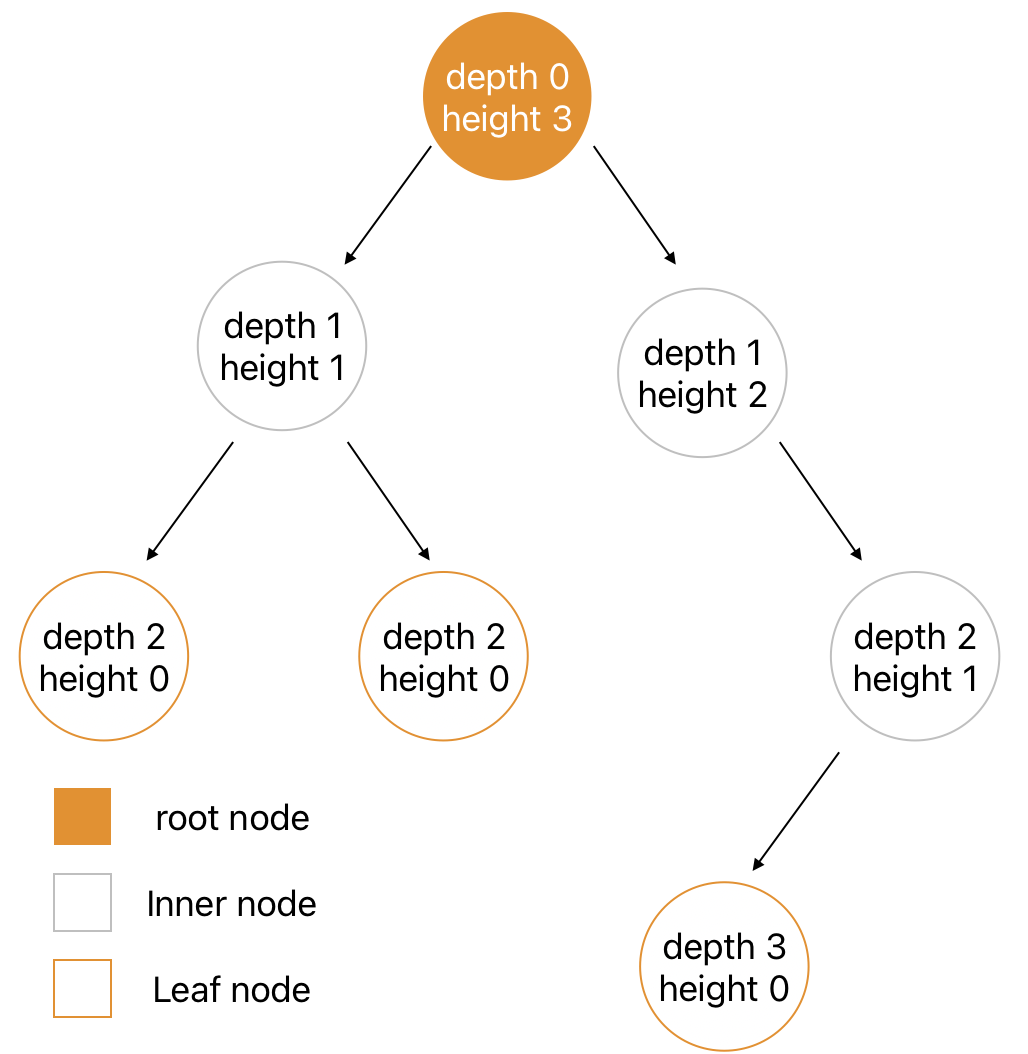 depth 0
height 3
depth 1
height 1
depth 1
height 2
depth 2
height 0
depth 2
height 0
depth 2
height 1
root node
Inner node
Leaf node
depth 3
height 0